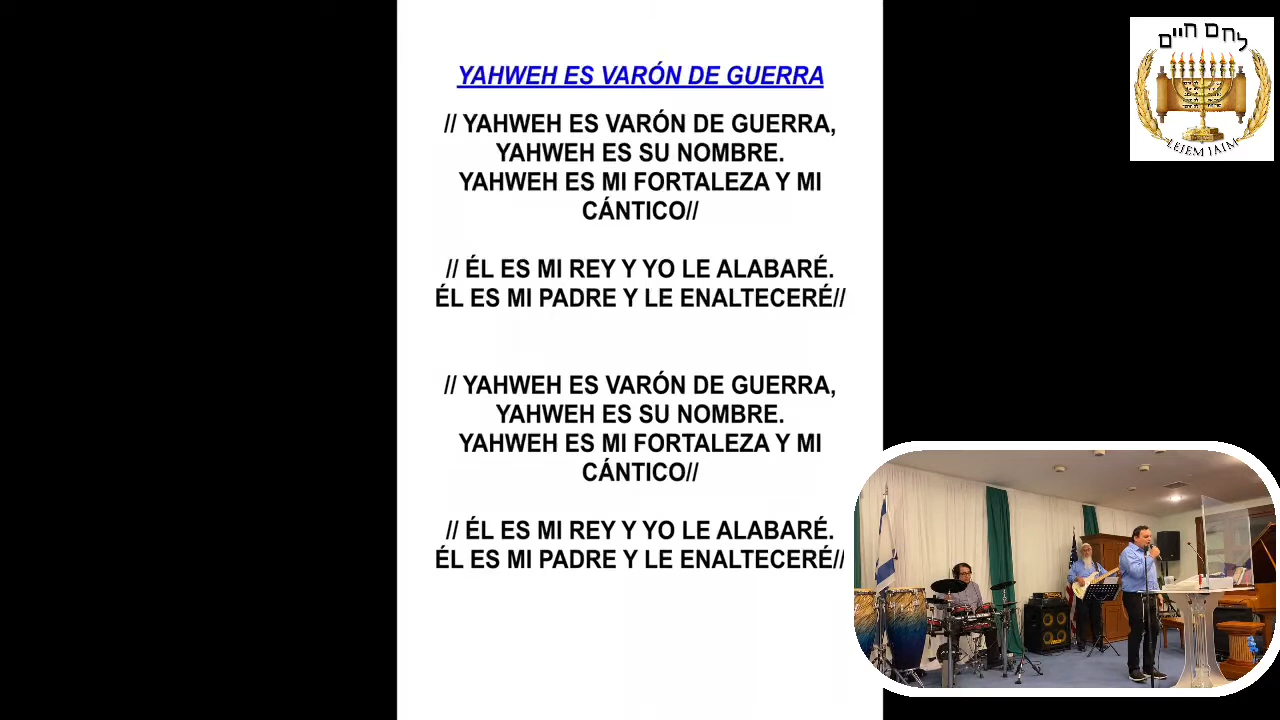 YAHWEH ES VARÓN DE GUERRA
// YAHWEH ES VARÓN DE GUERRA,
YAHWEH ES SU NOMBRE.
YAHWEH ES MI FORTALEZA Y MI
CÁNTICO//
// ÉL ES MI REY Y YO LE ALABARÉ.
ÉL ES MI PADRE Y LE ENALTECERÉ//
// YAHWEH ES VARÓN DE GUERRA,
YAHWEH ES SU NOMBRE.
YAHWEH ES MI FORTALEZA Y MI
CÁNTICO//
// ÉL ES MI REY Y YO LE ALABARÉ.
ÉL ES MI PADRE Y LE ENALTECERÉ//
לחם חיים
LEJEM JAIM